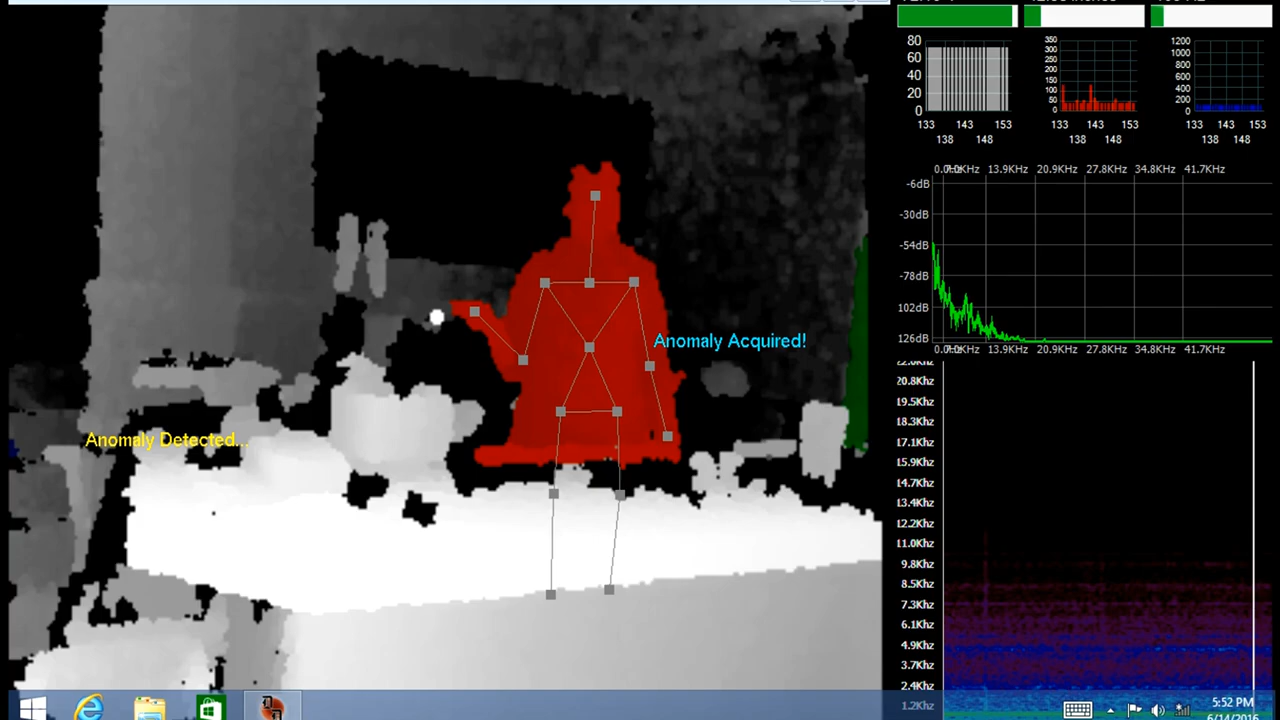 80
60
40
20
0
133
143
153
138
148
350
300
250
200
150
100
50
0
133
143
153
138
148
1200
1000
800
600
400
200
0
133
143
153
138
148
13.9KHz 20.9KHz 27.8KHz 34.8KHz 41.7KHz
-6dB
-30dB
-54dB
-78dB
102dB
126dB
13.9KHz 20.9KHz 27.8KHz 34.8KHz 41.7KHz
Anomaly Acquired!
Anomaly Detected...
20.8Khz
19.5Khz
18.3Khz
17.1Khz
15.9Khz
14.7Khz
13.4Khz
12.2Khz
11.0Khz
9.8Khz
8.5Khz
7.3Khz
6.1Khz
4.9Khz
3.7Khz
2.4Khz
1.2Khz
5:52 PM
6/14/2016